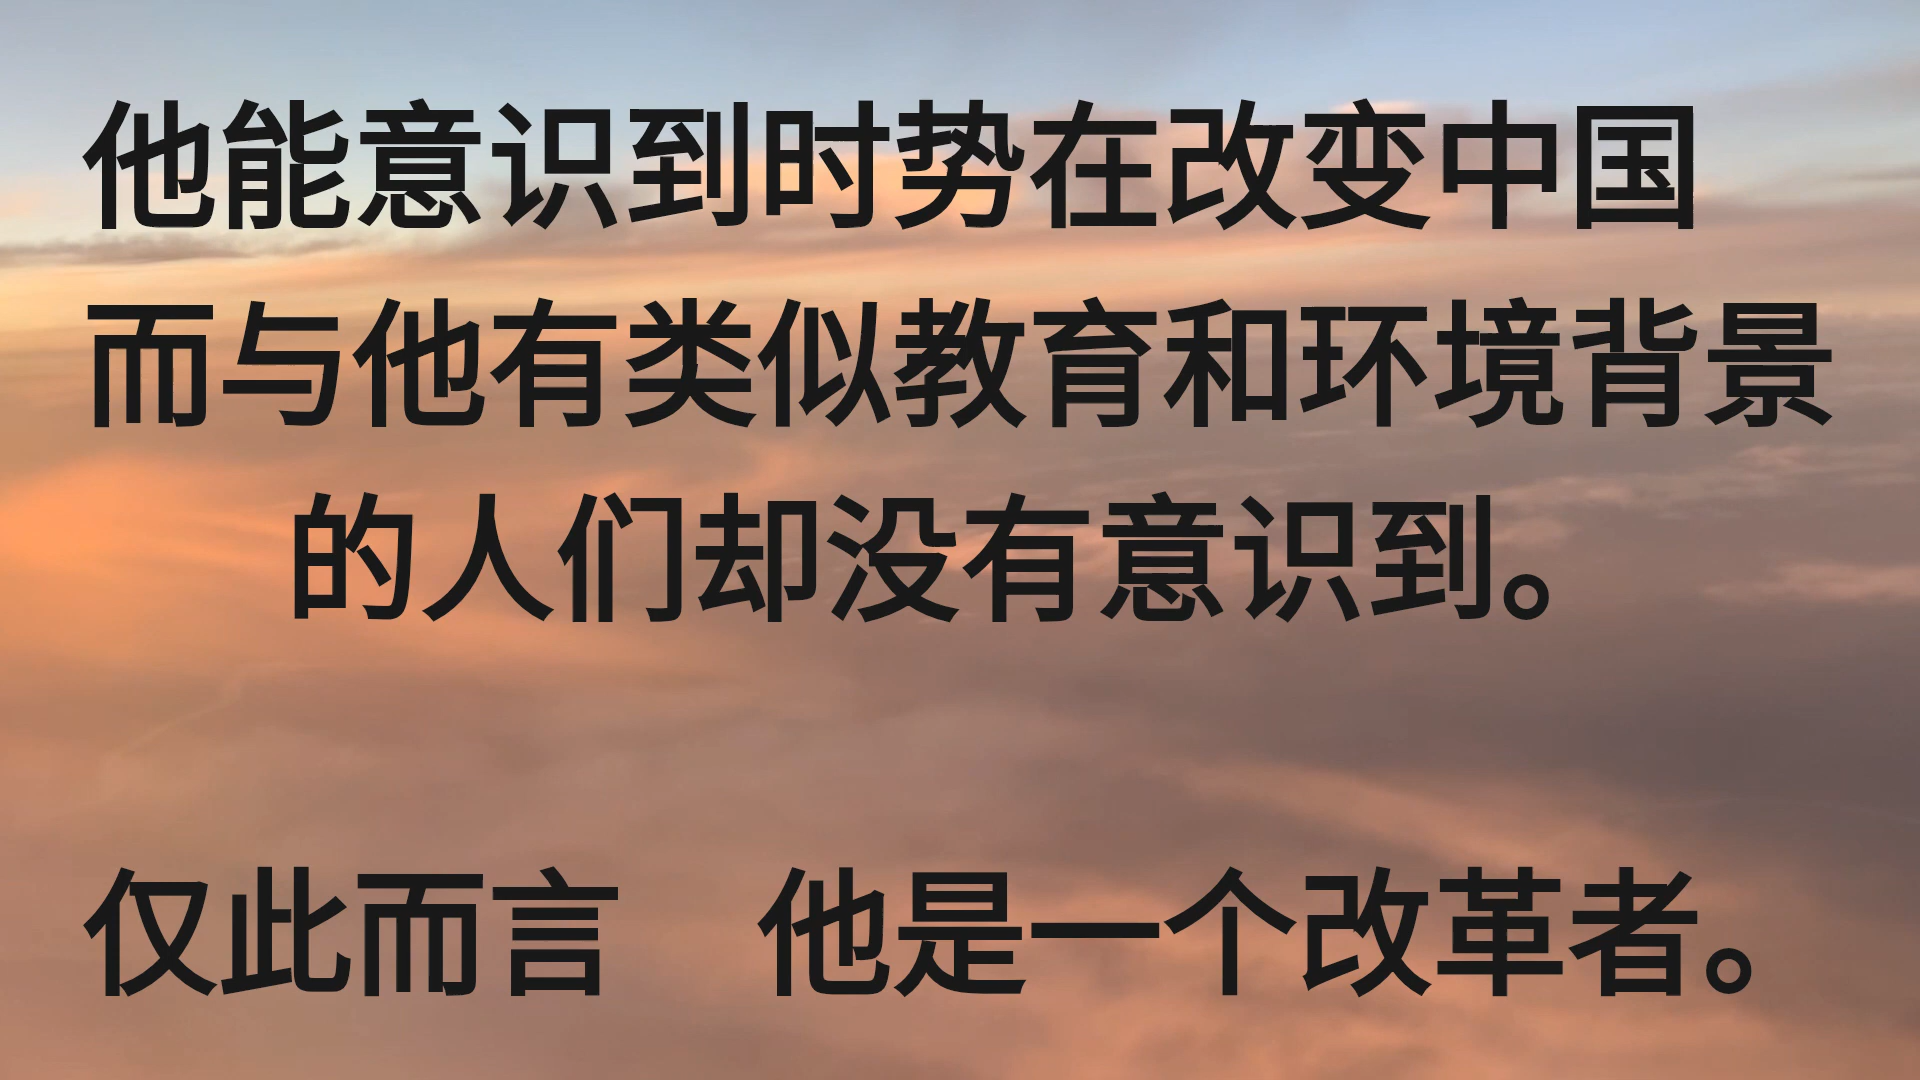 他能意识到时势在改变中国
而与他有类似教育和环境背景
的人们却没有意识到。
仅此而言　他是一个改革者。